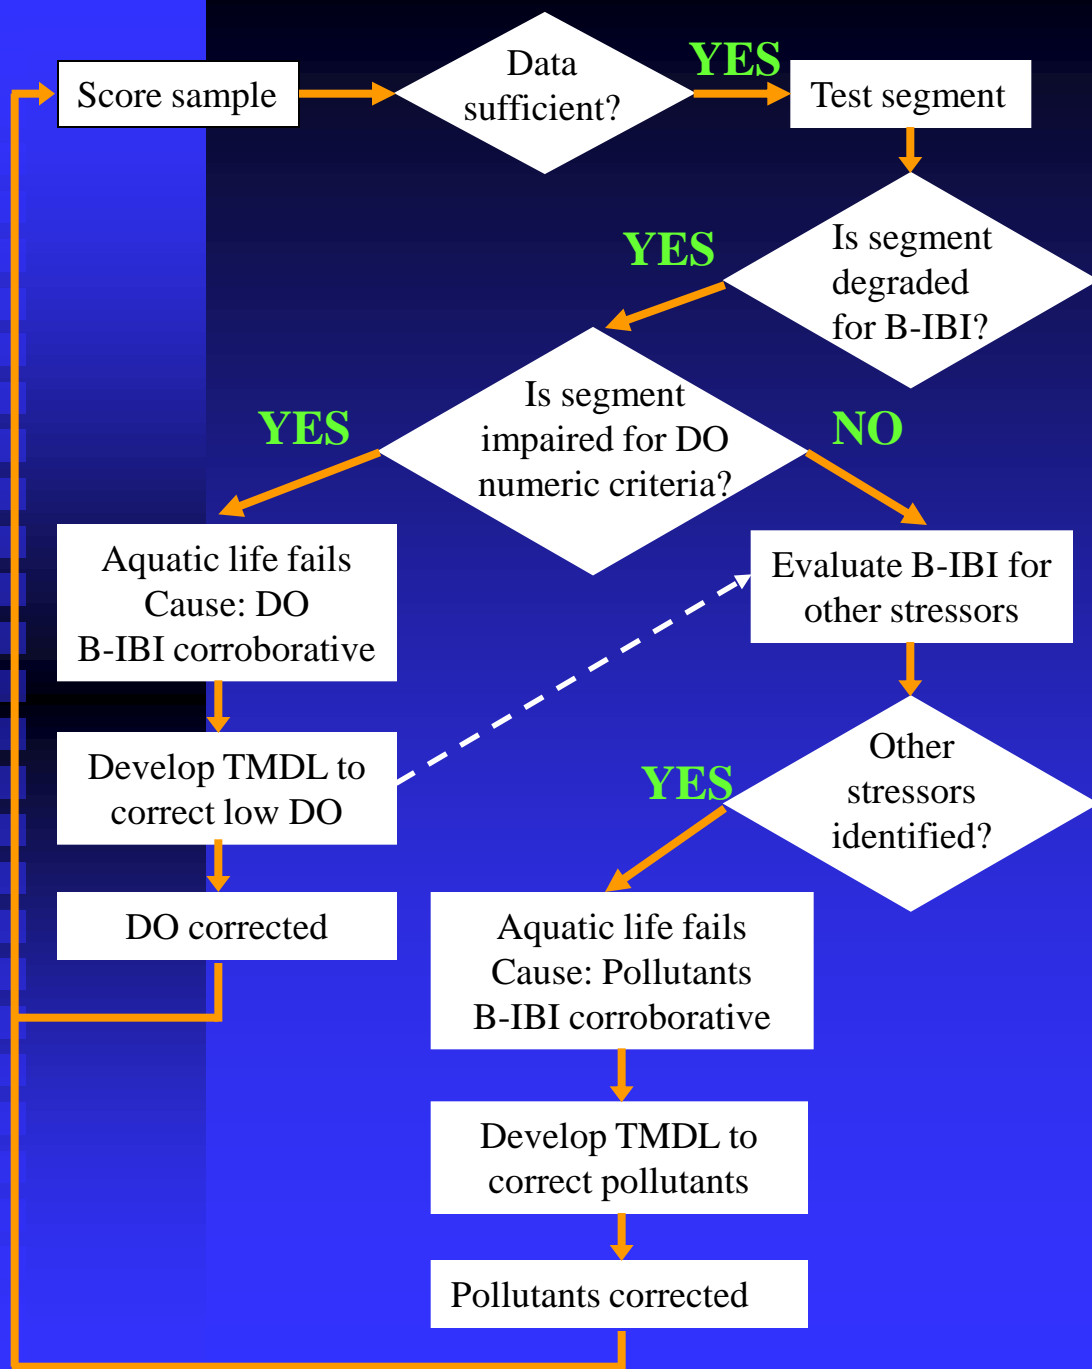 Score sample
Data
sufficient?
YES
Test segment
Is segment
degraded
for B-IBI?
YES
Is segment
impaired for DO
numeric criteria?
YES
NO
Aquatic life fails
Cause: DO
B-IBI corroborative
Evaluate B-IBI for
other stressors
Develop TMDL to
correct low DO
Other
stressors
identified?
YES
DO corrected
Aquatic life fails
Cause: Pollutants
B-IBI corroborative
Develop TMDL to
correct pollutants
Pollutants corrected